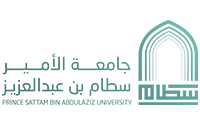 جامعة الأمير
سطام بن عبدالعزيز
PRINCE SATTAM BIN ABDULAZIZ UNIVERSITY
سطام